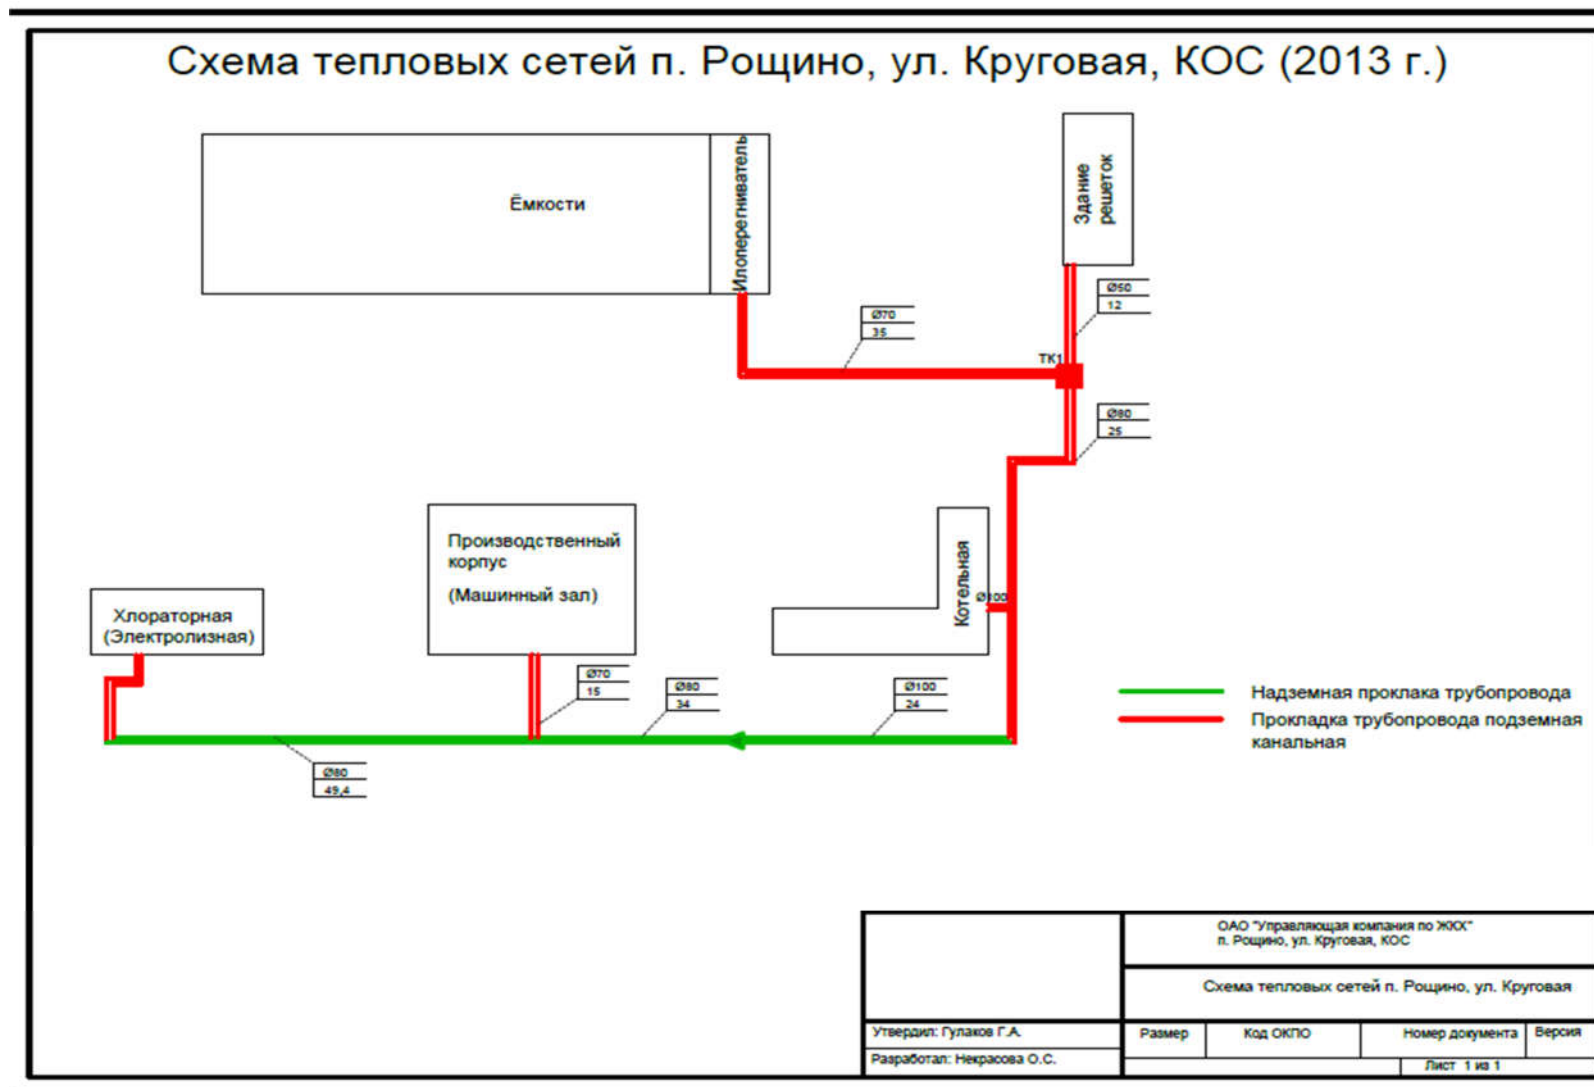 Схема тепловых сетей п. Рощино, ул. Круговая, КОС (2013 г.)
Ёмкости
Илоперегниватель
Здание
решеток
Ø50
12
Ø70
35
ТК1
Ø80
25
Производственный
корпус
(Машинный зал)
Котельная
Ø100
Хлораторная
(Электролизная)
Ø70
15
Ø80
34
Ø100
24
Ø80
49,4
Надземная проклака трубопровода
Прокладка трубопровода подземная
канальная
ОАО "Управляющая компания по ЖКХ"
п. Рощино, ул. Круговая, КОС
Схема тепловых сетей п. Рощино, ул. Круговая
Утвердил: Гулаков Г.А.
Размер
Код ОКПО
Номер документа
Версия
Разработал: Некрасова О.С.
Лист 1 из 1